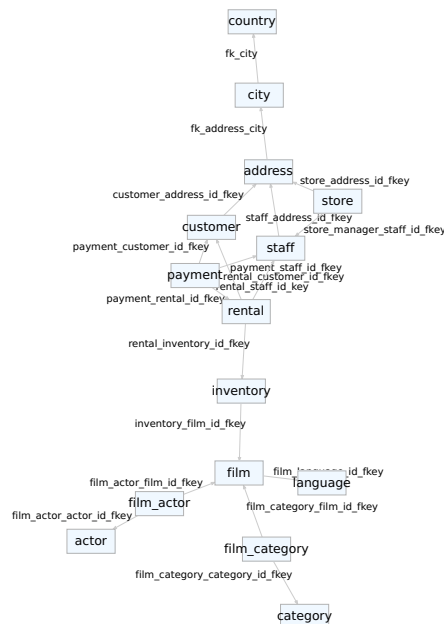 country
fk_city
city
fk_address_city
address
store_address_id_fkey
customer_address_id_fkey
store
staff_address_id_fkey
customer
store_manager_staff_id_fkey
payment_customer_id_fkey
staff
payment_staff_id_fkey
payment
rental_customer_id_fkey
rental_staff_id_key
payment_rental_id_fkey
rental
rental_inventory_id_fkey
inventory
inventory_film_id_fkey
film
film_language_id_fkey
language
film_actor_film_id_fkey
film_actor
film_category_film_id_fkey
film_actor_actor_id_fkey
actor
film_category
film_category_category_id_fkey
category